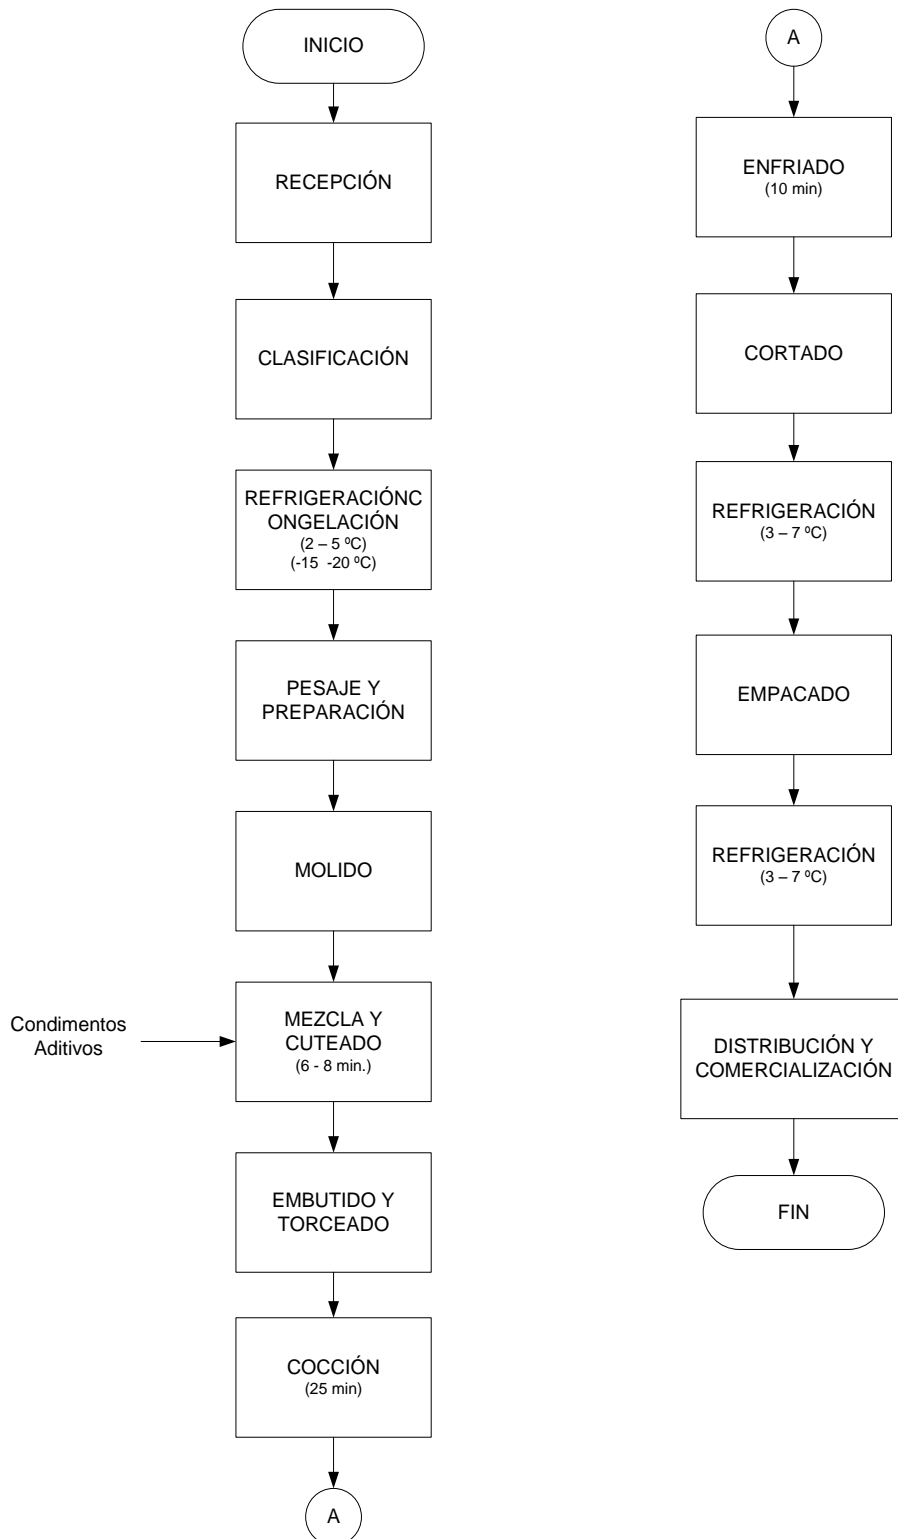 INICIO
RECEPCIÓN
CLASIFICACIÓN
REFRIGERACIÓNC
ONGELACIÓN
(2 – 5 ºC)
(-15  -20 ºC)
PESAJE Y
PREPARACIÓN
MOLIDO
Condimentos
Aditivos
MEZCLA Y
CUTEADO
(6 - 8 min.)
EMBUTIDO Y
TORCEADO
COCCIÓN
(25 min)
A
A
ENFRIADO
(10 min)
CORTADO
REFRIGERACIÓN
(3 – 7 ºC)
EMPACADO
REFRIGERACIÓN
(3 – 7 ºC)
DISTRIBUCIÓN Y
COMERCIALIZACIÓN
FIN